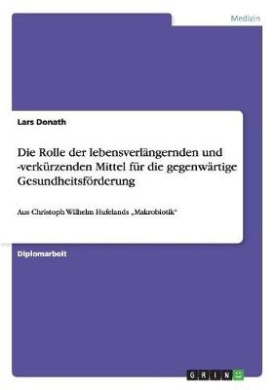 Medizin
Lars Donath
Die Rolle der lebensverlängernden und
-verkürzenden Mittel für die gegenwärtige
Gesundheitsförderung
Aus Christoph Wilhelm Hufelands „Makrobiotik“
Diplomarbeit
GRIN